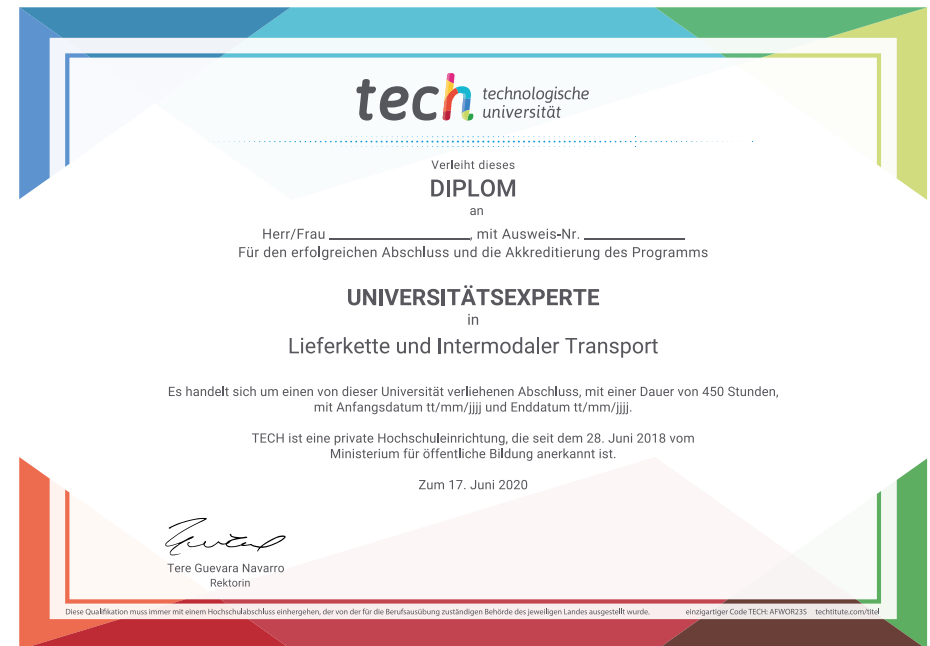 tech technologische
universität
Verleiht dieses
DIPLOM
an
Herr/Frau ____________________, mit Ausweis-Nr. ______________
Für den erfolgreichen Abschluss und die Akkreditierung des Programms
UNIVERSITÄTSEXPERTE
in
Lieferkette und Intermodaler Transport
Es handelt sich um einen von dieser Universität verliehenen Abschluss, mit einer Dauer von 450 Stunden,
mit Anfangsdatum tt/mm/jjjj und Enddatum tt/mm/jjjj.
TECH ist eine private Hochschuleinrichtung, die seit dem 28. Juni 2018 vom
Ministerium für öffentliche Bildung anerkannt ist.
Zum 17. Juni 2020
Tere Guevara Navarro
Rektorin
Diese Qualifikation muss immer mit einem Hochschulabschluss einhergehen, der von der für die Berufsausübung zuständigen Behörde des jeweiligen Landes ausgestellt wurde. einzigartiger Code TECH: AFWOR23S techtitute.com/titel